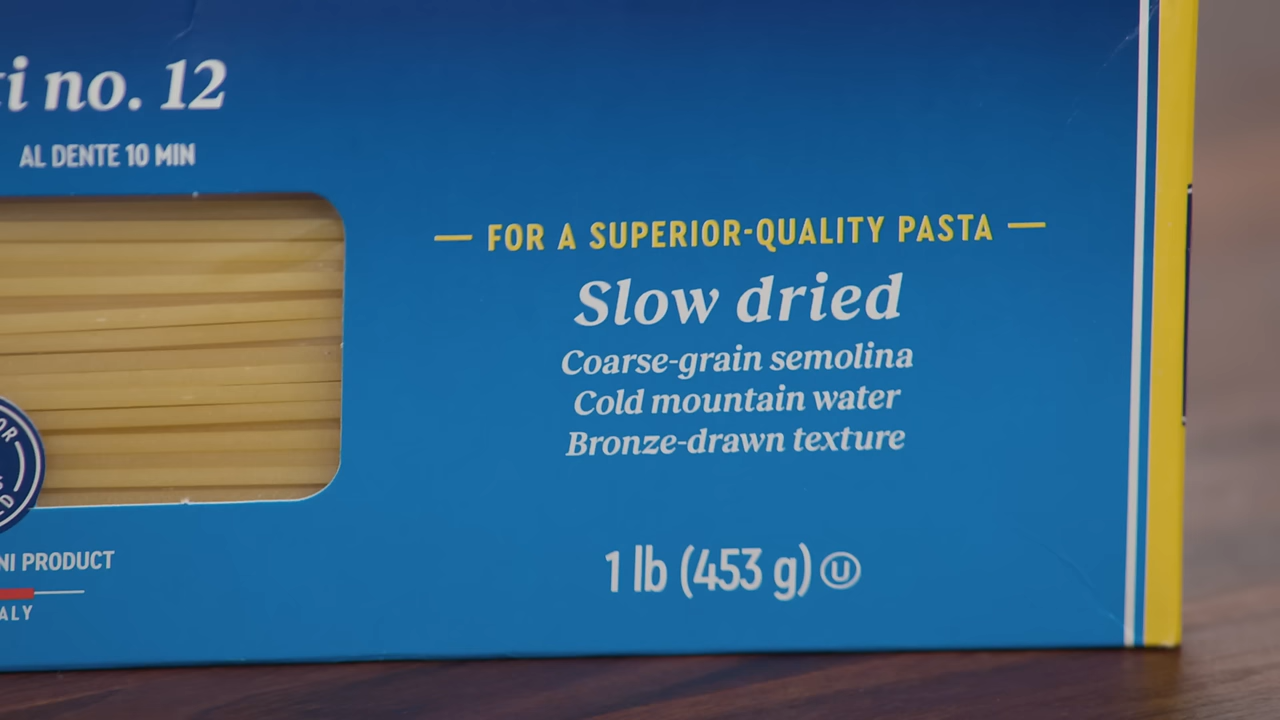 ti no. 12
AL DENTE 10 MIN
FOR A SUPERIOR-QUALITY PASTA
Slow dried
Coarse-grain semolina
Cold mountain water
Bronze-drawn texture
NI PRODUCT
ALY
1 lb (453 g) U